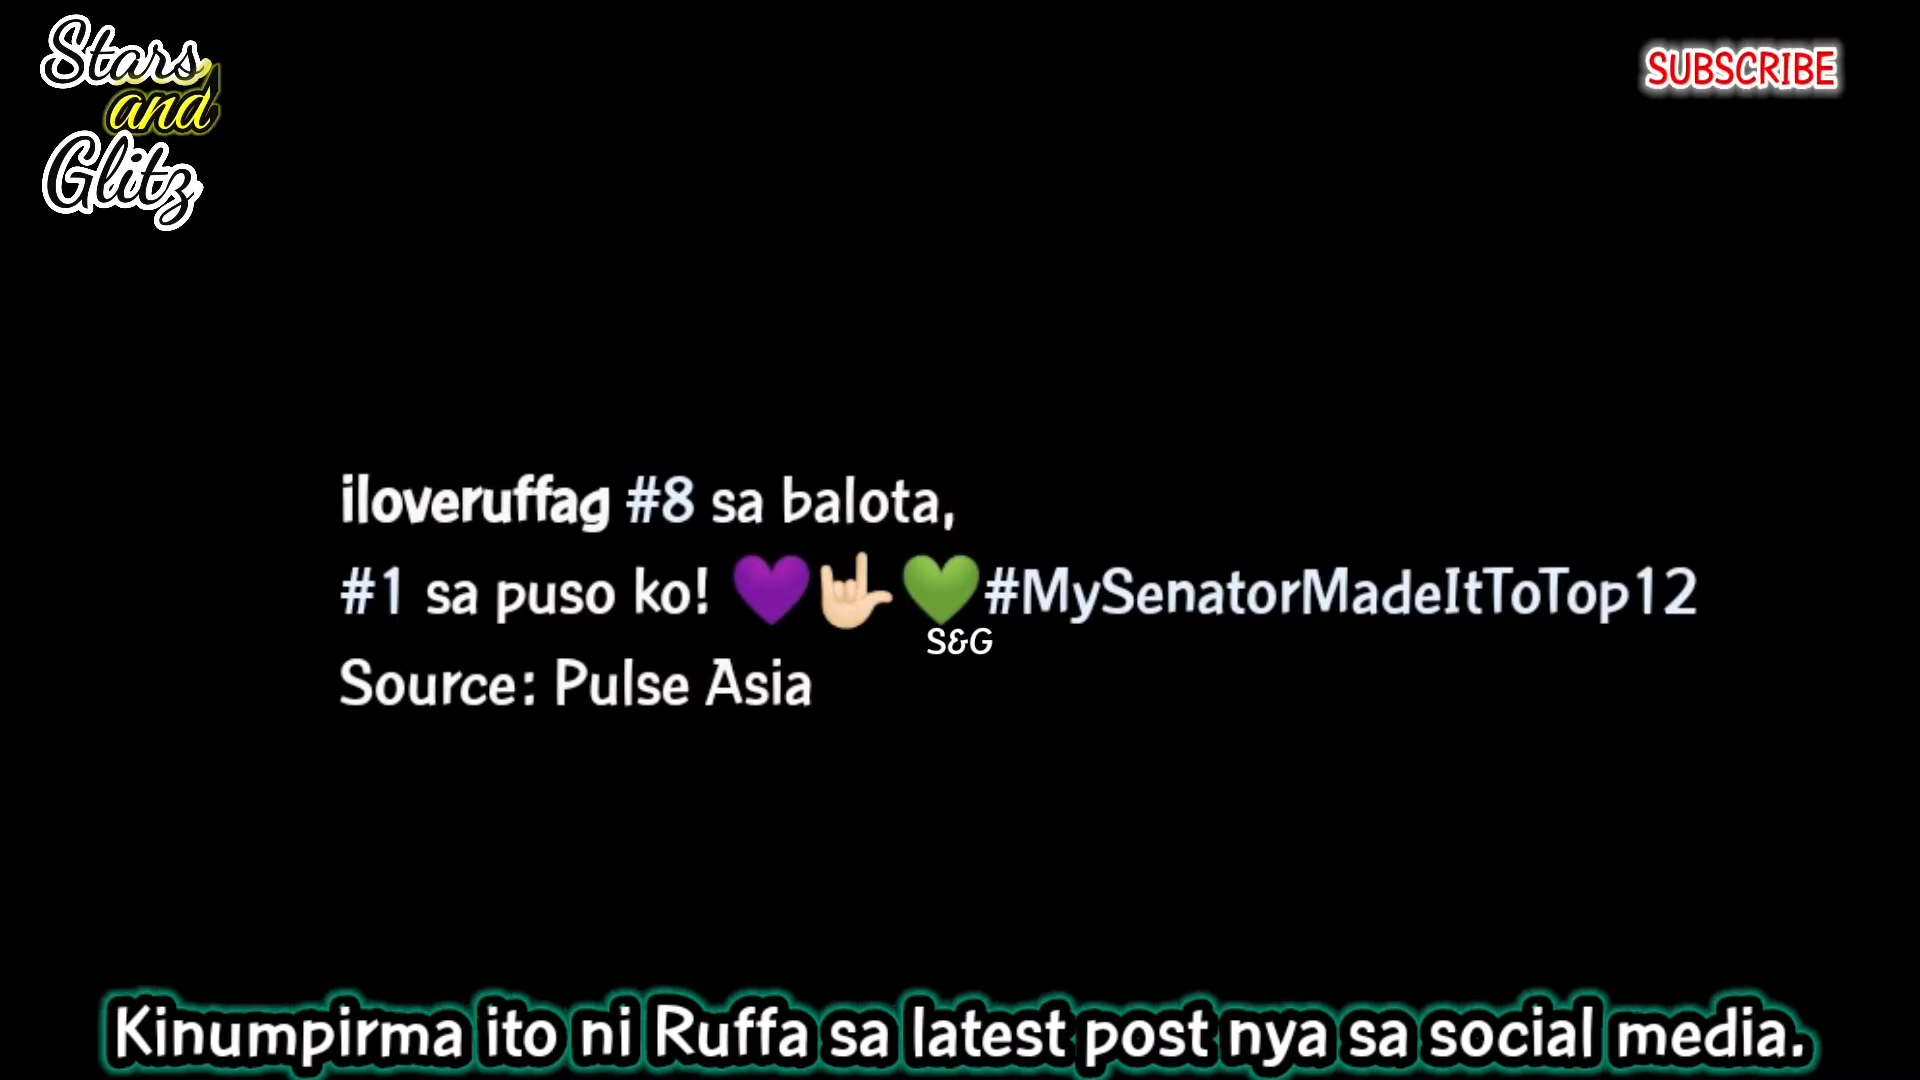 Stars
and
Glitz
SUBSCRIBE
iloveruffag #8 sa balota,
#1 sa puso ko! 💜🤟🏻💚#MySenatorMadeItToTop12
S&G
Source: Pulse Asia
Kinumpirma ito ni Ruffa sa latest post nya sa social media.